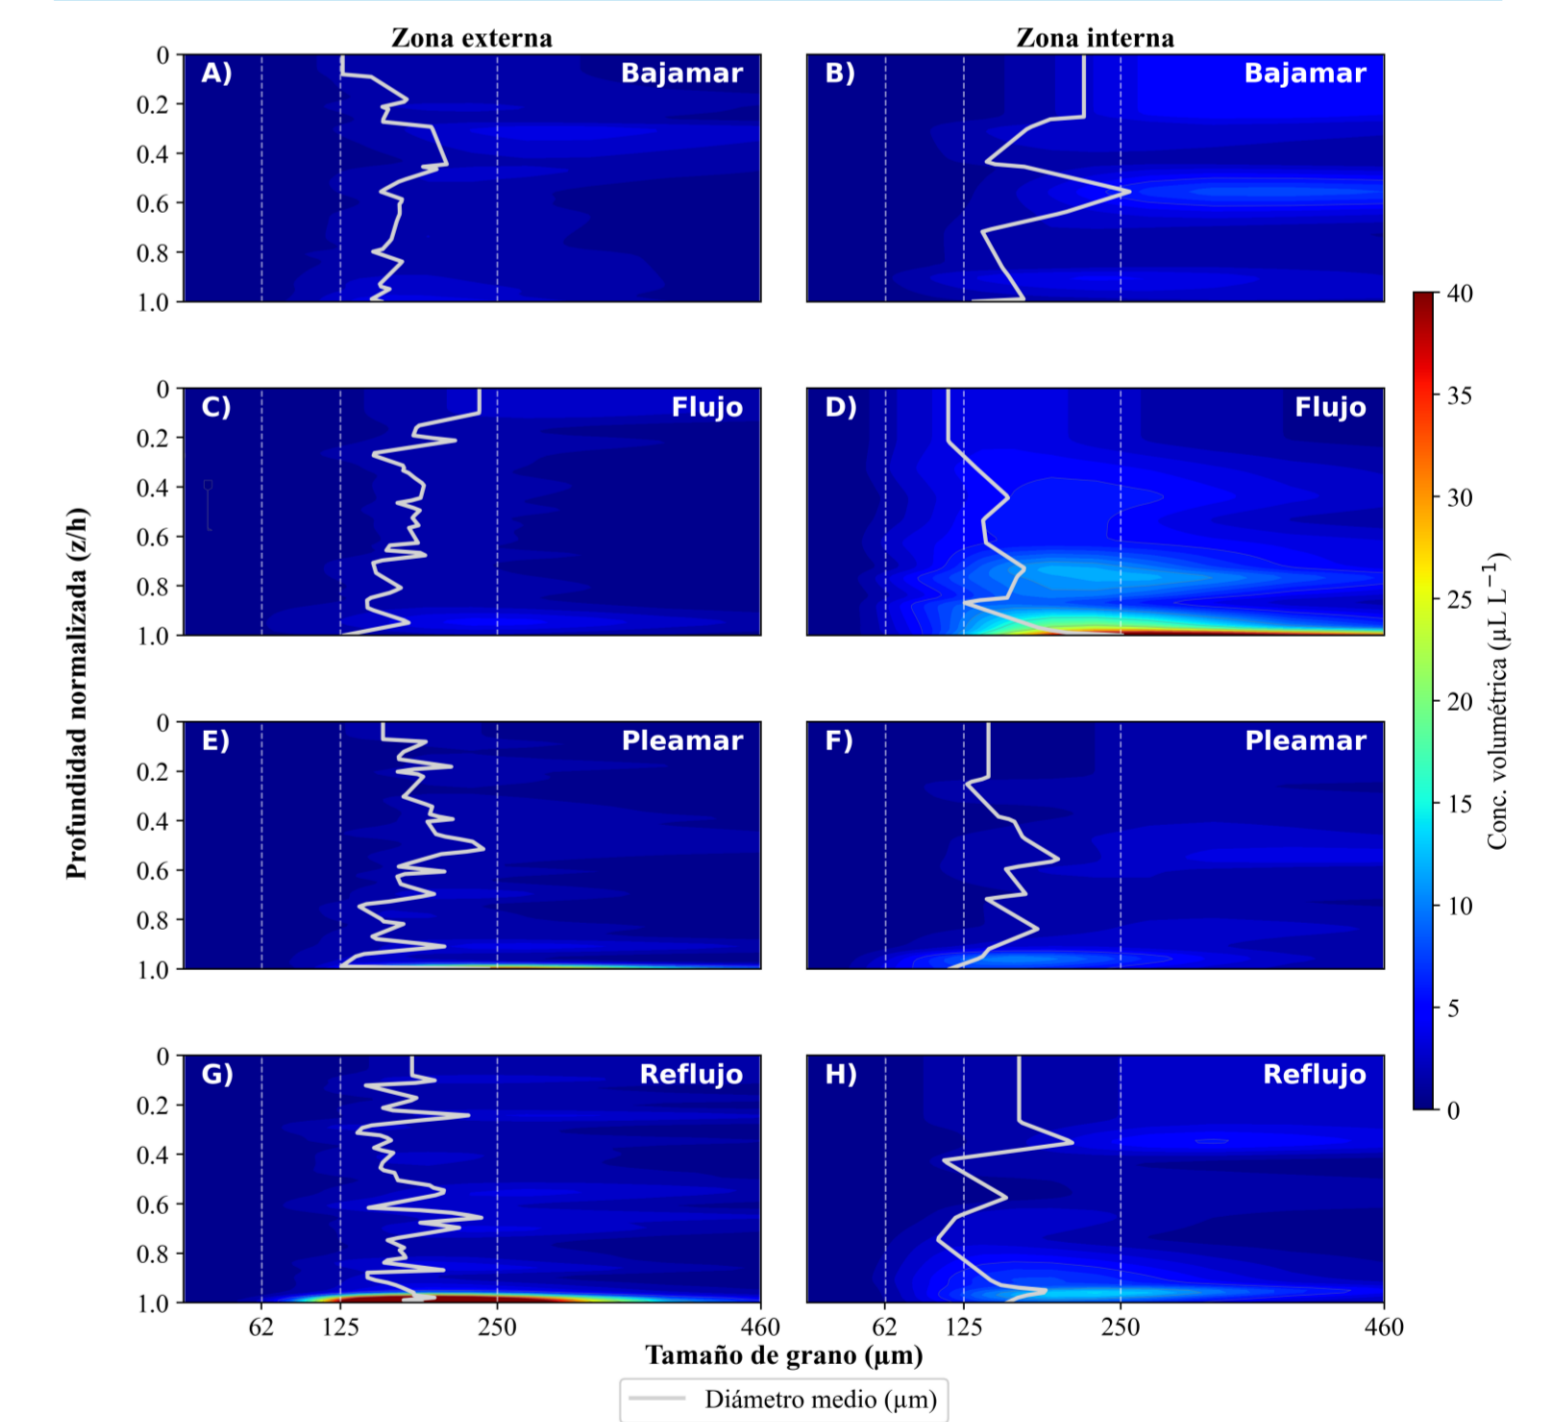 Zona externa
Zona interna
A)
Bajamar
0
0.2
0.4
0.6
0.8
1.0
B)
Bajamar
C)
Flujo
0
0.2
0.4
0.6
0.8
1.0
D)
Flujo
E)
Pleamar
0
0.2
0.4
0.6
0.8
1.0
F)
Pleamar
G)
Reflujo
0
0.2
0.4
0.6
0.8
1.0
62
125
250
460
H)
Reflujo
62
125
250
460
Profundidad normalizada (z/h)
Tamaño de grano (μm)
Diámetro medio (μm)
40
35
30
25
20
15
10
5
0
Conc. volumétrica (μL L⁻¹)